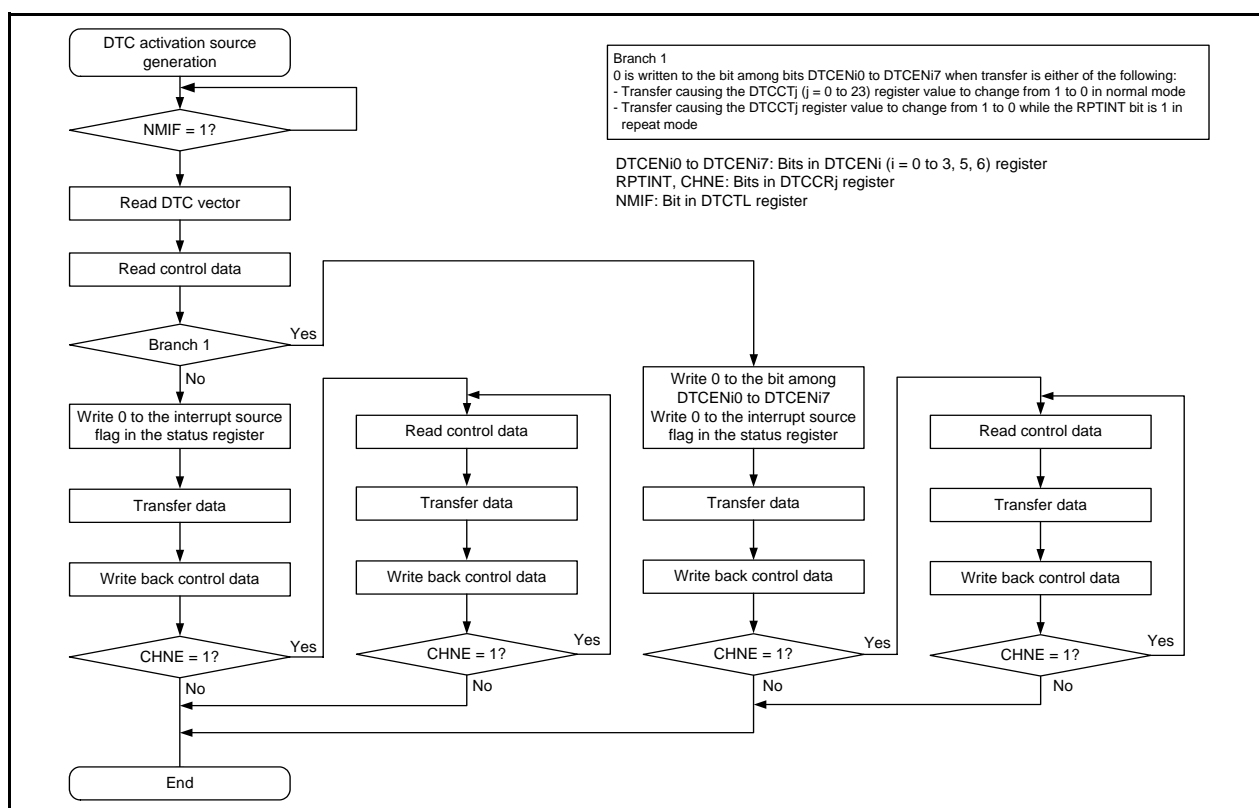 DTC activation source
generation
NMIF = 1?
Read DTC vector
Read control data
Branch 1
Yes
No
Write 0 to the interrupt source
flag in the status register
Transfer data
Write back control data
CHNE = 1?
Yes
No
Read control data
Transfer data
Write back control data
CHNE = 1?
Yes
No
Write 0 to the bit among
DTCENi0 to DTCENi7
Write 0 to the interrupt source
flag in the status register
Transfer data
Write back control data
CHNE = 1?
Yes
No
Read control data
Transfer data
Write back control data
CHNE = 1?
Yes
No
End
Branch 1
0 is written to the bit among bits DTCENi0 to DTCENi7 when transfer is either of the following:
- Transfer causing the DTCCTj (j = 0 to 23) register value to change from 1 to 0 in normal mode
- Transfer causing the DTCCTj register value to change from 1 to 0 while the RPTINT bit is 1 in
repeat mode
DTCENi0 to DTCENi7: Bits in DTCENi (i = 0 to 3, 5, 6) register
RPTINT, CHNE: Bits in DTCCRj register
NMIF: Bit in DTCTL register